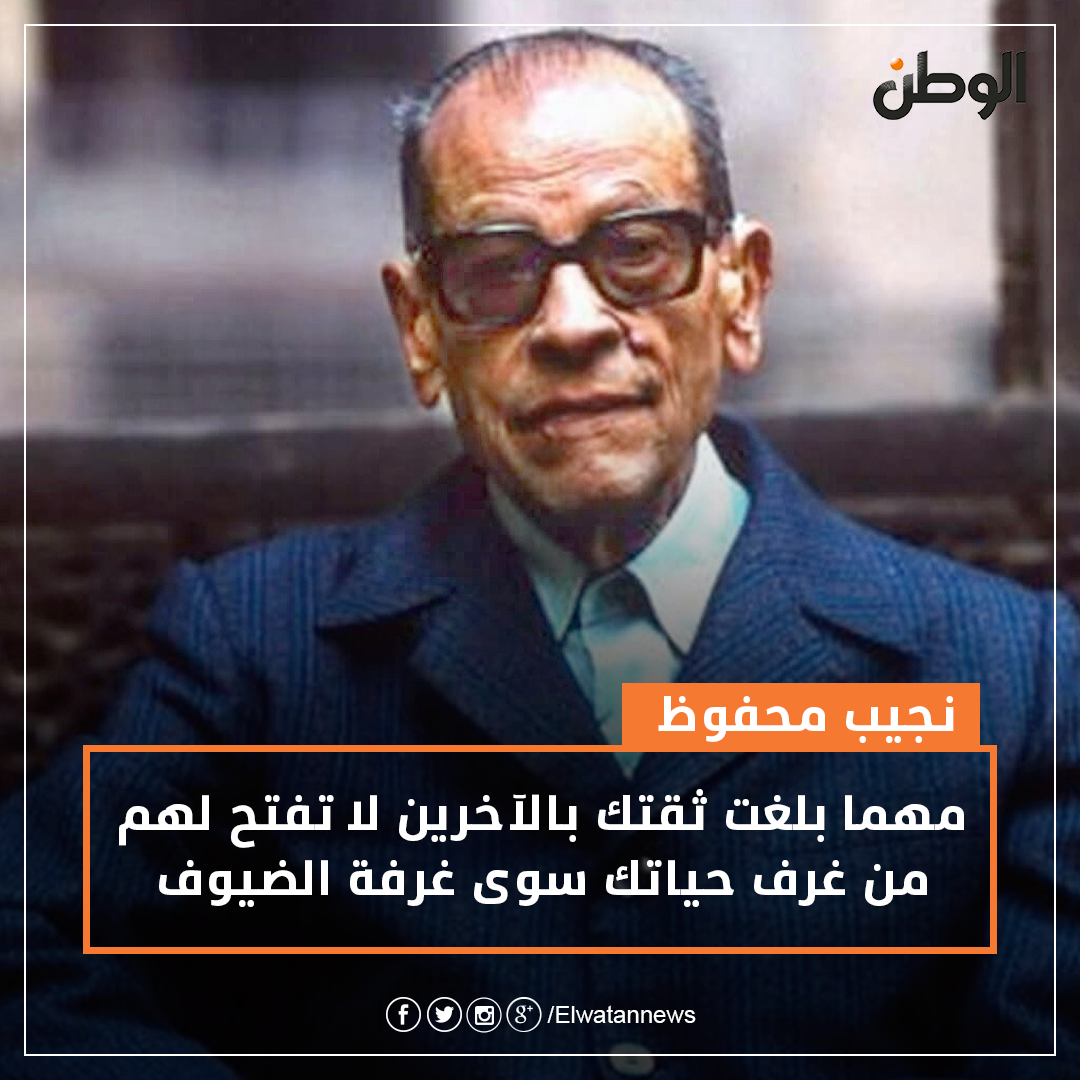 الوطن
نجيب محفوظ
مهما بلغت ثقتك بالآخرين لا تفتح لهم
من غرف حياتك سوى غرفة الضيوف
/Elwatannews